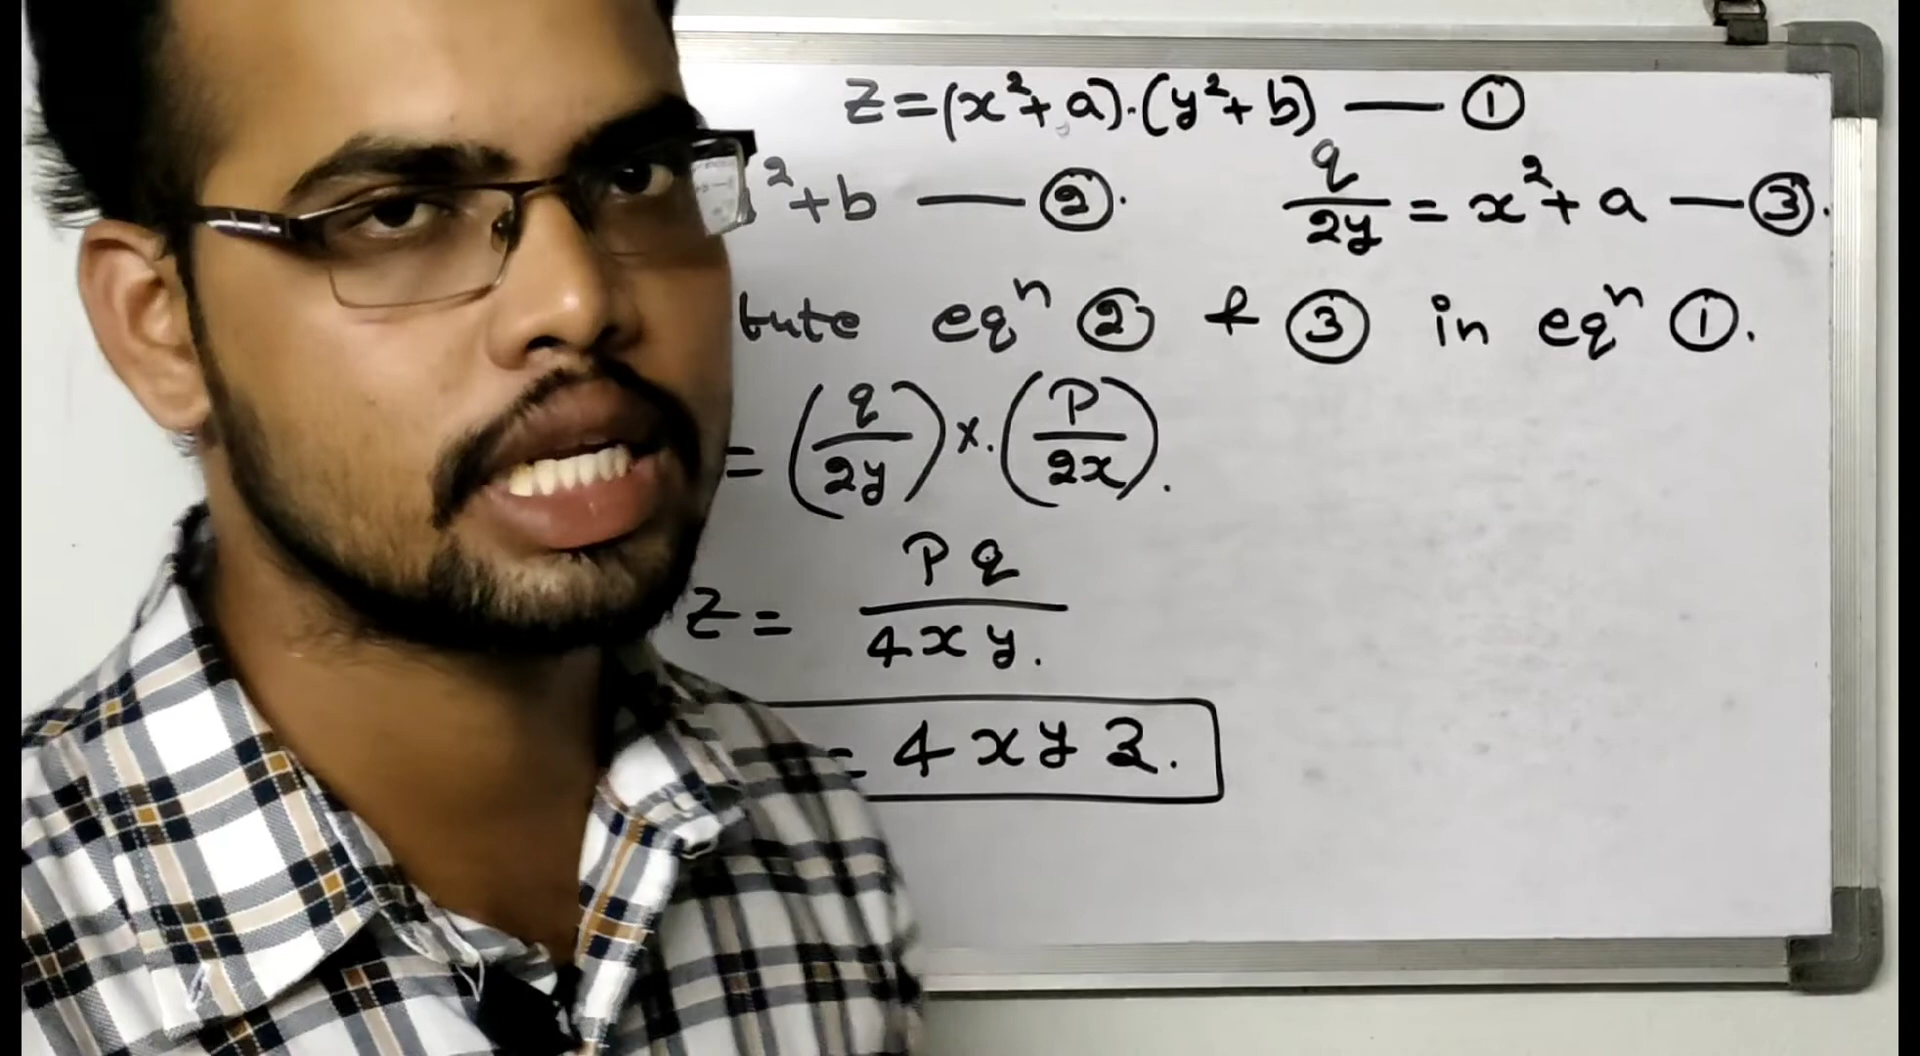 z=(x²+a).(y²+b) — ①
²+b — ②. q/2y = x²+a — ③.
tute eqⁿ ② & ③ in eqⁿ ①.
= (q/2y) x. (P/2x).
z = Pq/4xy.
= 4xyz.